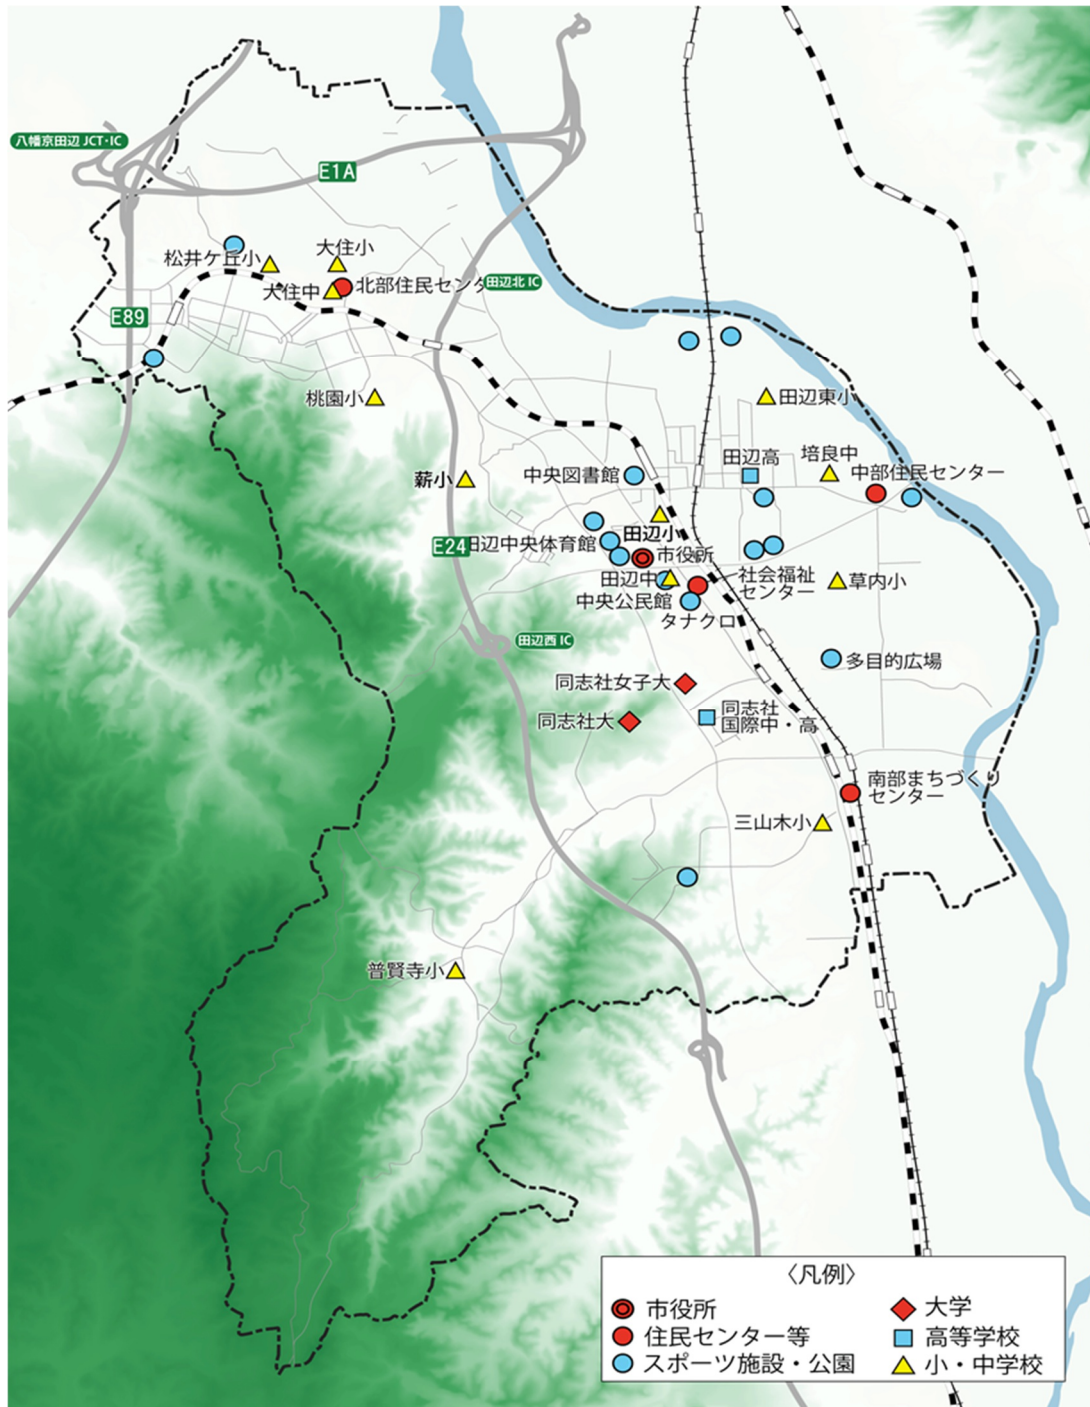 八幡京田辺 JCT・IC
E1A
松井ケ丘小
大住小
大住中
北部住民センタ
田辺北 IC
E89
桃園小
田辺東小
田辺高
培良中
中部住民センター
中央図書館
薪小
田辺小
E24
田辺中央体育館
市役所
田辺中
社会福祉
センター
草内小
中央公民館
タナクロ
田辺西 IC
多目的広場
同志社女子大
同志社大
同志社
国際中・高
南部まちづくり
センター
三山木小
普賢寺小
〈凡例〉
市役所
住民センター等
スポーツ施設・公園
大学
高等学校
小・中学校